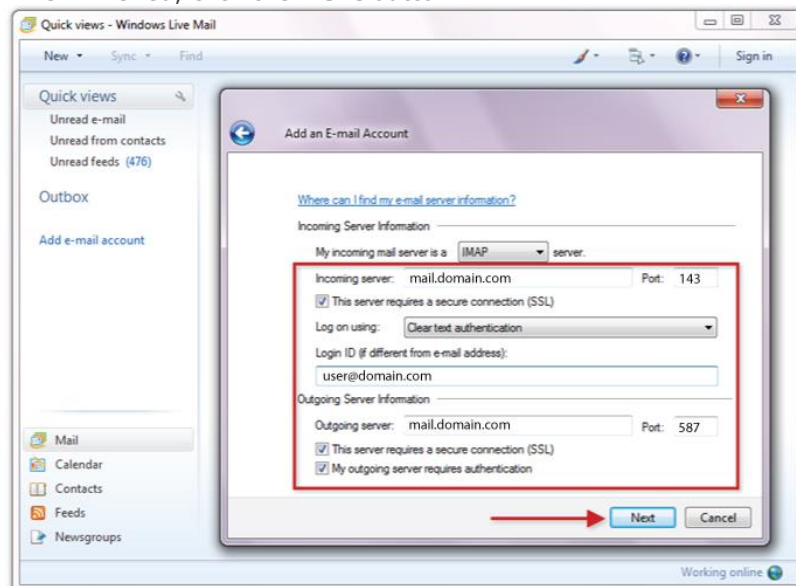 Quick views - Windows Live Mail
New Sync Find Sign in
Quick views
Unread e-mail
Unread from contacts
Unread feeds (476)
Outbox
Add e-mail account
Mail
Calendar
Contacts
Feeds
Newsgroups
Add an E-mail Account
Where can I find my e-mail server information?
Incoming Server Information
My incoming mail server is a IMAP server.
Incoming server: mail.domain.com Port: 143
This server requires a secure connection (SSL)
Log on using: Clear text authentication
Login ID (if different from e-mail address):
user@domain.com
Outgoing Server Information
Outgoing server: mail.domain.com Port: 587
This server requires a secure connection (SSL)
My outgoing server requires authentication
Next Cancel
Working online